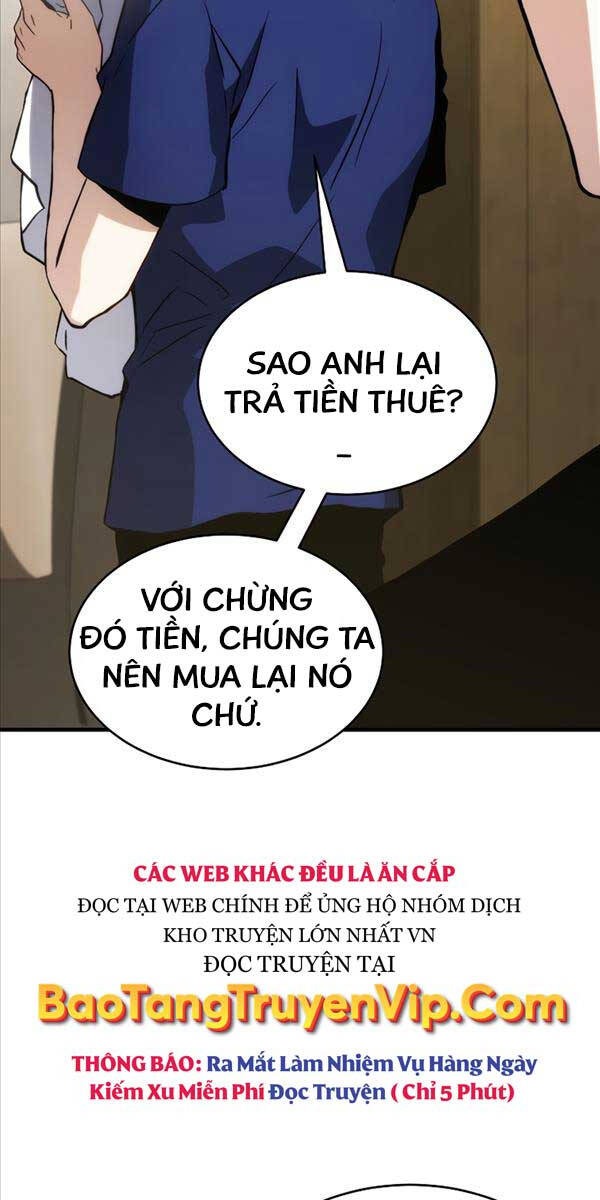 SAO ANH LẠI
TRẢ TIỀN THUÊ?
–
VỚI CHỪNG
ĐÓ TIỀN, CHÚNG TA
NÊN MUA LẠI NÓ
CHỨ.
CÁC WEB KHÁC ĐỀU LÀ ĂN CẮP
ĐỌC TẠI WEB CHÍNH ĐỂ ỦNG HỘ NHÓM DỊCH
KHO TRUYỆN LỚN NHẤT VN
ĐỌC TRUYỆN TẠI
BaoTangTruyenVip.Com
THÔNG BÁO: Ra Mắt Làm Nhiệm Vụ Hàng Ngày
Kiếm Xu Miễn Phí Đọc Truyện ( Chỉ 5 Phút)